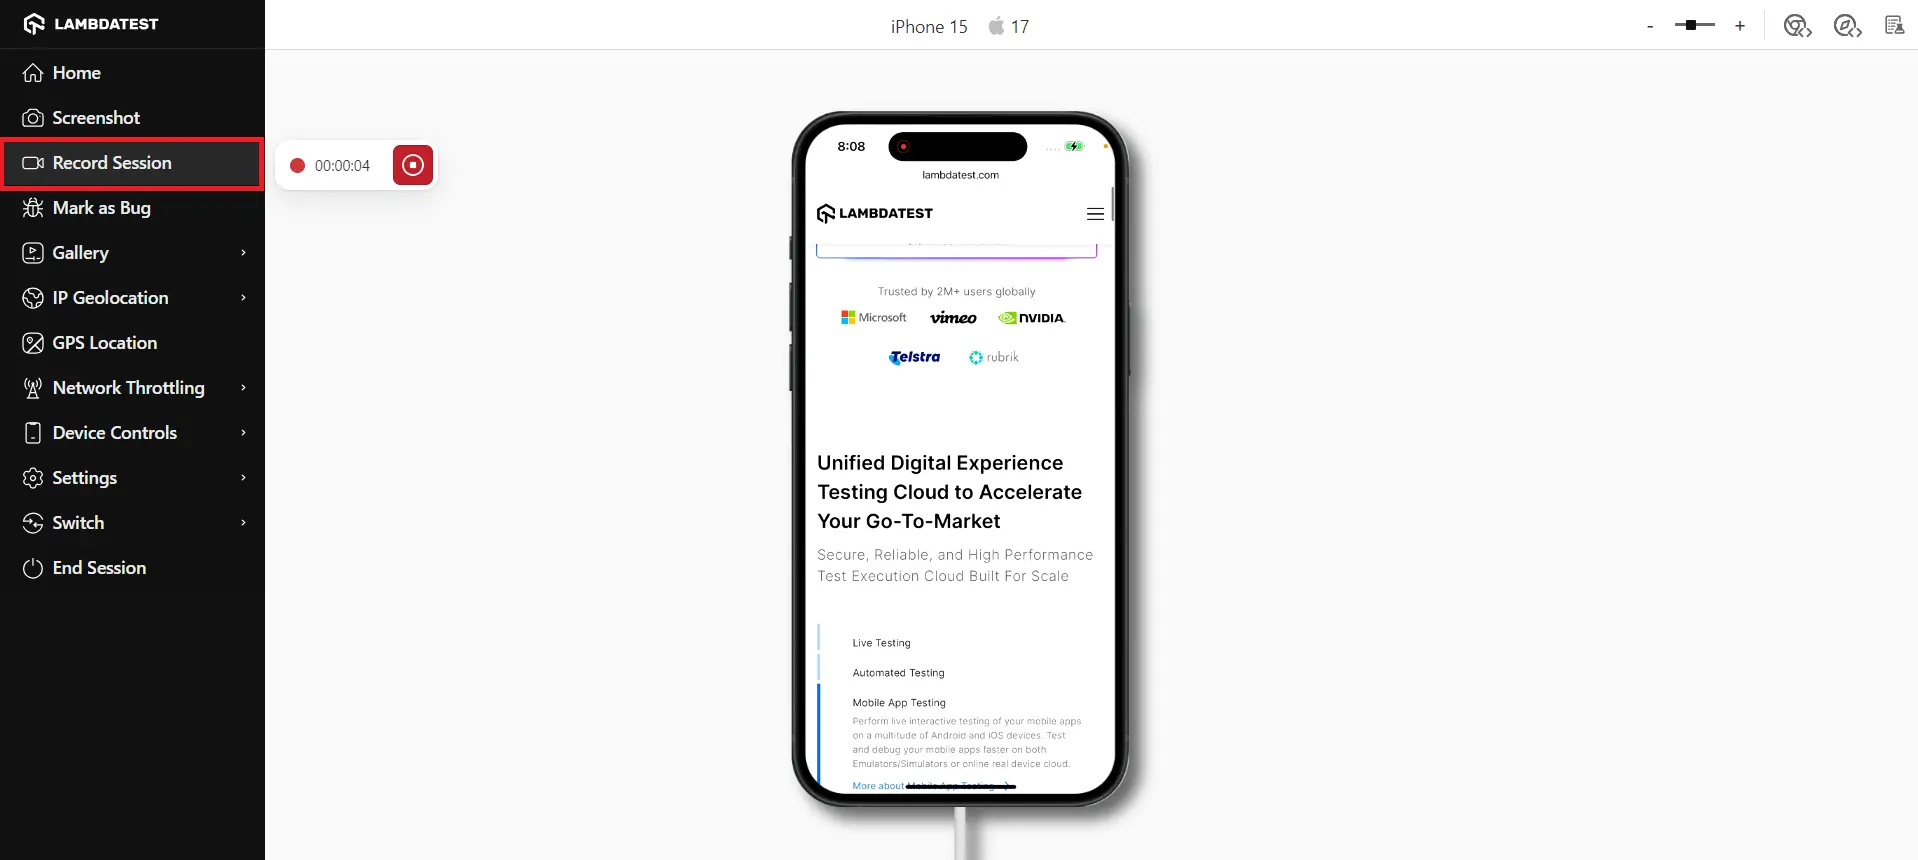 LAMBDATEST
iPhone 15 17
- +
Home
Screenshot
Record Session
Mark as Bug
Gallery
IP Geolocation
GPS Location
Network Throttling
Device Controls
Settings
Switch
End Session
00:00:04
8:08
lambdatest.com
LAMBDATEST
Trusted by 2M+ users globally
Microsoft vimeo NVIDIA
Telstra rubrik
Unified Digital Experience
Testing Cloud to Accelerate
Your Go-To-Market
Secure, Reliable, and High Performance
Test Execution Cloud Built For Scale
Live Testing
Automated Testing
Mobile App Testing
Perform live interactive testing of your mobile apps
on a multitude of Android and iOS devices. Test
and debug your mobile apps faster on both
Emulators/Simulators or online real device cloud.
More about Mobile App Testing